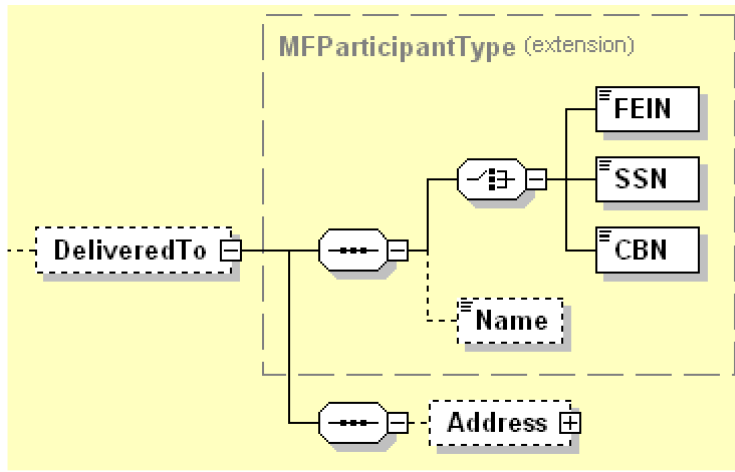 MFParticipantType (extension)
FEIN
SSN
DeliveredTo
CBN
Name
Address